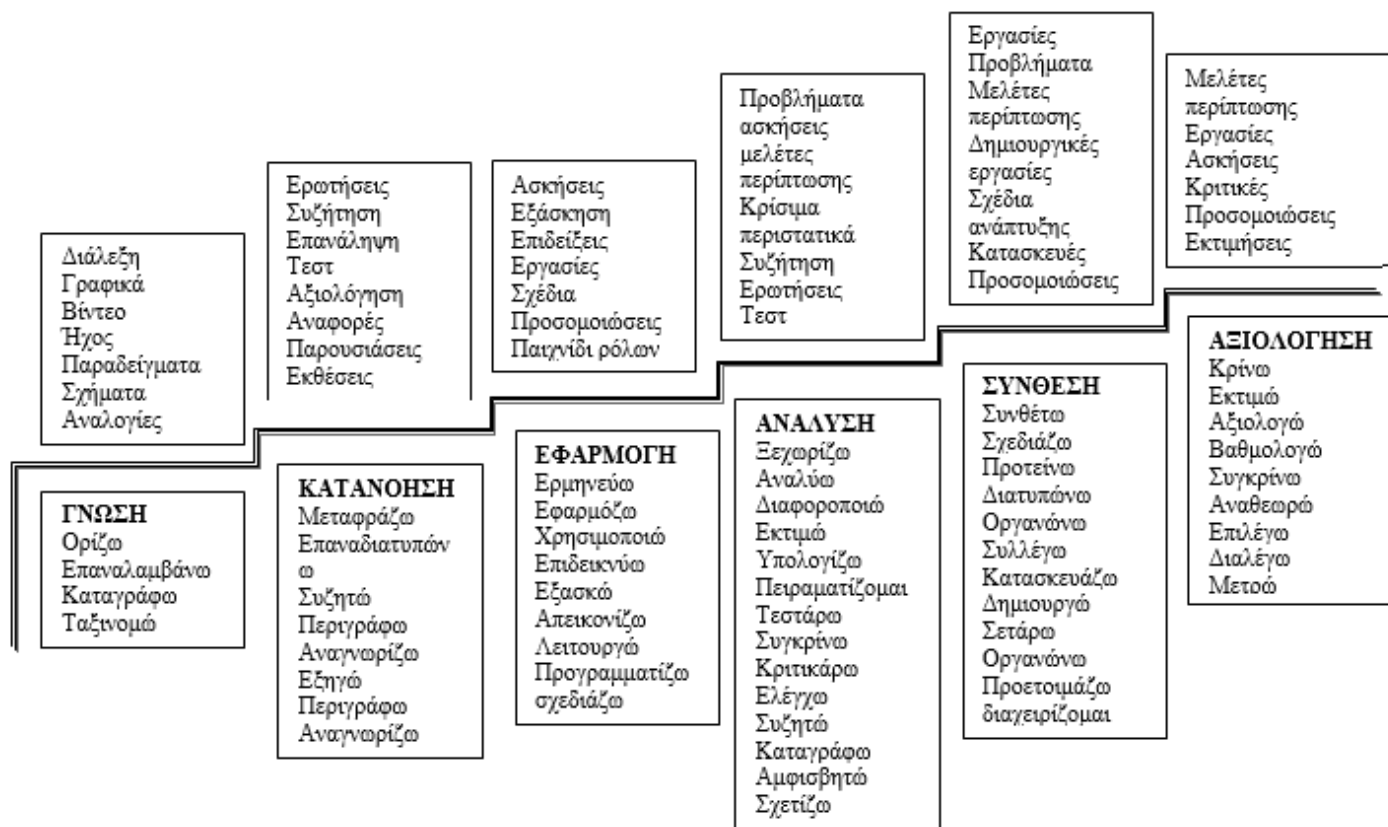 Διάλεξη
Γραφικά
Βίντεο
Ήχος
Παραδείγματα
Σχήματα
Αναλογίες
Ερωτήσεις
Συζήτηση
Επανάληψη
Τεστ
Αξιολόγηση
Αναφορές
Παρουσιάσεις
Εκθέσεις
Ασκήσεις
Εξάσκηση
Επιδείξεις
Εργασίες
Σχέδια
Προσομοιώσεις
Παιχνίδι ρόλων
Προβλήματα
ασκήσεις
μελέτες
περίπτωσης
Κρίσιμα
περιστατικά
Συζήτηση
Ερωτήσεις
Τεστ
Εργασίες
Προβλήματα
Μελέτες
περίπτωσης
Δημιουργικές
εργασίες
Σχέδια
ανάπτυξης
Κατασκευές
Προσομοιώσεις
Μελέτες
περίπτωσης
Εργασίες
Ασκήσεις
Κριτικές
Προσομοιώσεις
Εκτιμήσεις
ΓΝΩΣΗ
Ορίζω
Επαναλαμβάνω
Καταγράφω
Ταξινομώ
ΚΑΤΑΝΟΗΣΗ
Μεταφράζω
Επαναδιατυπών
ω
Συζητώ
Περιγράφω
Αναγνωρίζω
Εξηγώ
Περιγράφω
Αναγνωρίζω
ΕΦΑΡΜΟΓΗ
Ερμηνεύω
Εφαρμόζω
Χρησιμοποιώ
Επιδεικνύω
Εξασκώ
Απεικονίζω
Λειτουργώ
Προγραμματίζω
σχεδιάζω
ΑΝΑΛΥΣΗ
Ξεχωρίζω
Αναλύω
Διαφοροποιώ
Εκτιμώ
Υπολογίζω
Πειραματίζομαι
Τεστάρω
Συγκρίνω
Κριτικάρω
Ελέγχω
Συζητώ
Καταγράφω
Αμφισβητώ
Σχετίζω
ΣΥΝΘΕΣΗ
Συνθέτω
Σχεδιάζω
Προτείνω
Διατυπώνω
Οργανώνω
Συλλέγω
Κατασκευάζω
Δημιουργώ
Σετάρω
Οργανώνω
Προετοιμάζω
διαχειρίζομαι
ΑΞΙΟΛΟΓΗΣΗ
Κρίνω
Εκτιμώ
Αξιολογώ
Βαθμολογώ
Συγκρίνω
Αναθεωρώ
Επιλέγω
Διαλέγω